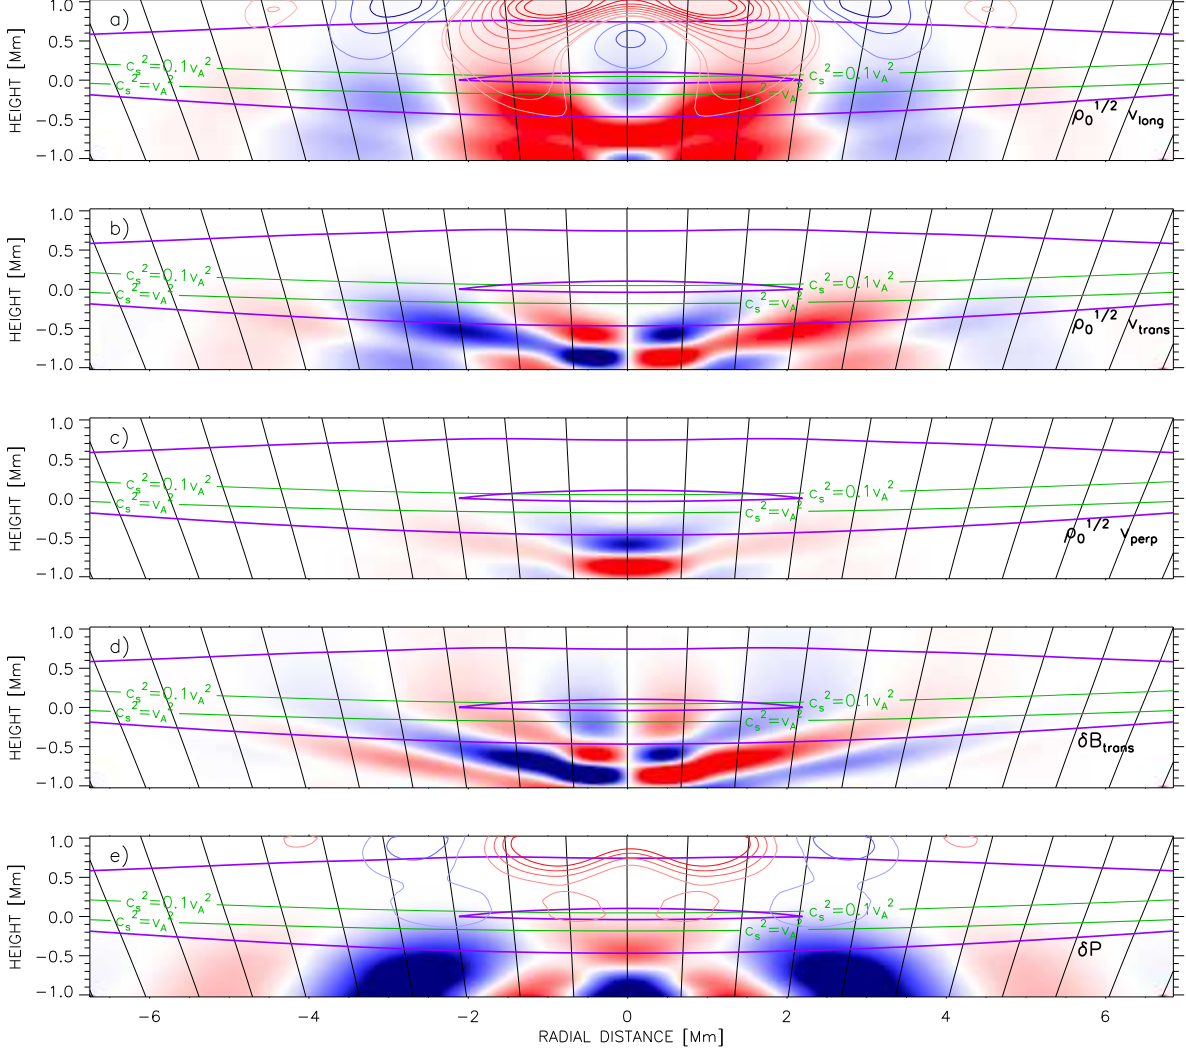 a)
1.0
0.5
0.0
−0.5
−1.0
HEIGHT [Mm]
c_s^2=0.1v_A^2
c_s^2=0.1v_A^2
c_s^2=v_A^2
c_s^2=v_A^2
ρ_0^1/2 v_long
b)
1.0
0.5
0.0
−0.5
−1.0
HEIGHT [Mm]
c_s^2=0.1v_A^2
c_s^2=0.1v_A^2
c_s^2=v_A^2
c_s^2=v_A^2
ρ_0^1/2 v_trans
c)
1.0
0.5
0.0
−0.5
−1.0
HEIGHT [Mm]
c_s^2=0.1v_A^2
c_s^2=0.1v_A^2
c_s^2=v_A^2
c_s^2=v_A^2
ρ_0^1/2 v_perp
d)
1.0
0.5
0.0
−0.5
−1.0
HEIGHT [Mm]
c_s^2=0.1v_A^2
c_s^2=0.1v_A^2
c_s^2=v_A^2
c_s^2=v_A^2
δB_trans
e)
1.0
0.5
0.0
−0.5
−1.0
HEIGHT [Mm]
c_s^2=0.1v_A^2
c_s^2=0.1v_A^2
c_s^2=v_A^2
c_s^2=v_A^2
δP
−6 −4 −2 0 2 4 6
RADIAL DISTANCE [Mm]